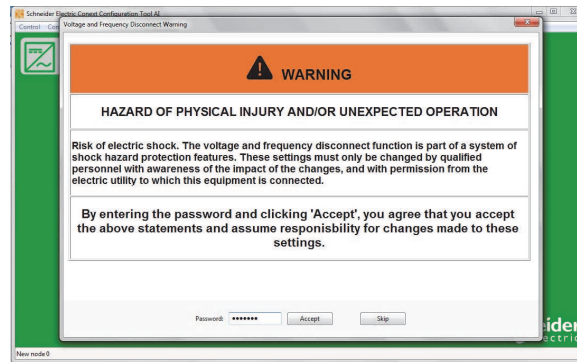 Schneider Electric Conext Configuration Tool AI
Control
Voltage and Frequency Disconnect Warning
WARNING
HAZARD OF PHYSICAL INJURY AND/OR UNEXPECTED OPERATION
Risk of electric shock. The voltage and frequency disconnect function is part of a system of
shock hazard protection features. These settings must only be changed by qualified
personnel with awareness of the impact of the changes, and with permission from the
electric utility to which this equipment is connected.
By entering the password and clicking 'Accept', you agree that you accept
the above statements and assume responisbility for changes made to these
settings.
Password: •••••••
Accept
Skip
New node 0